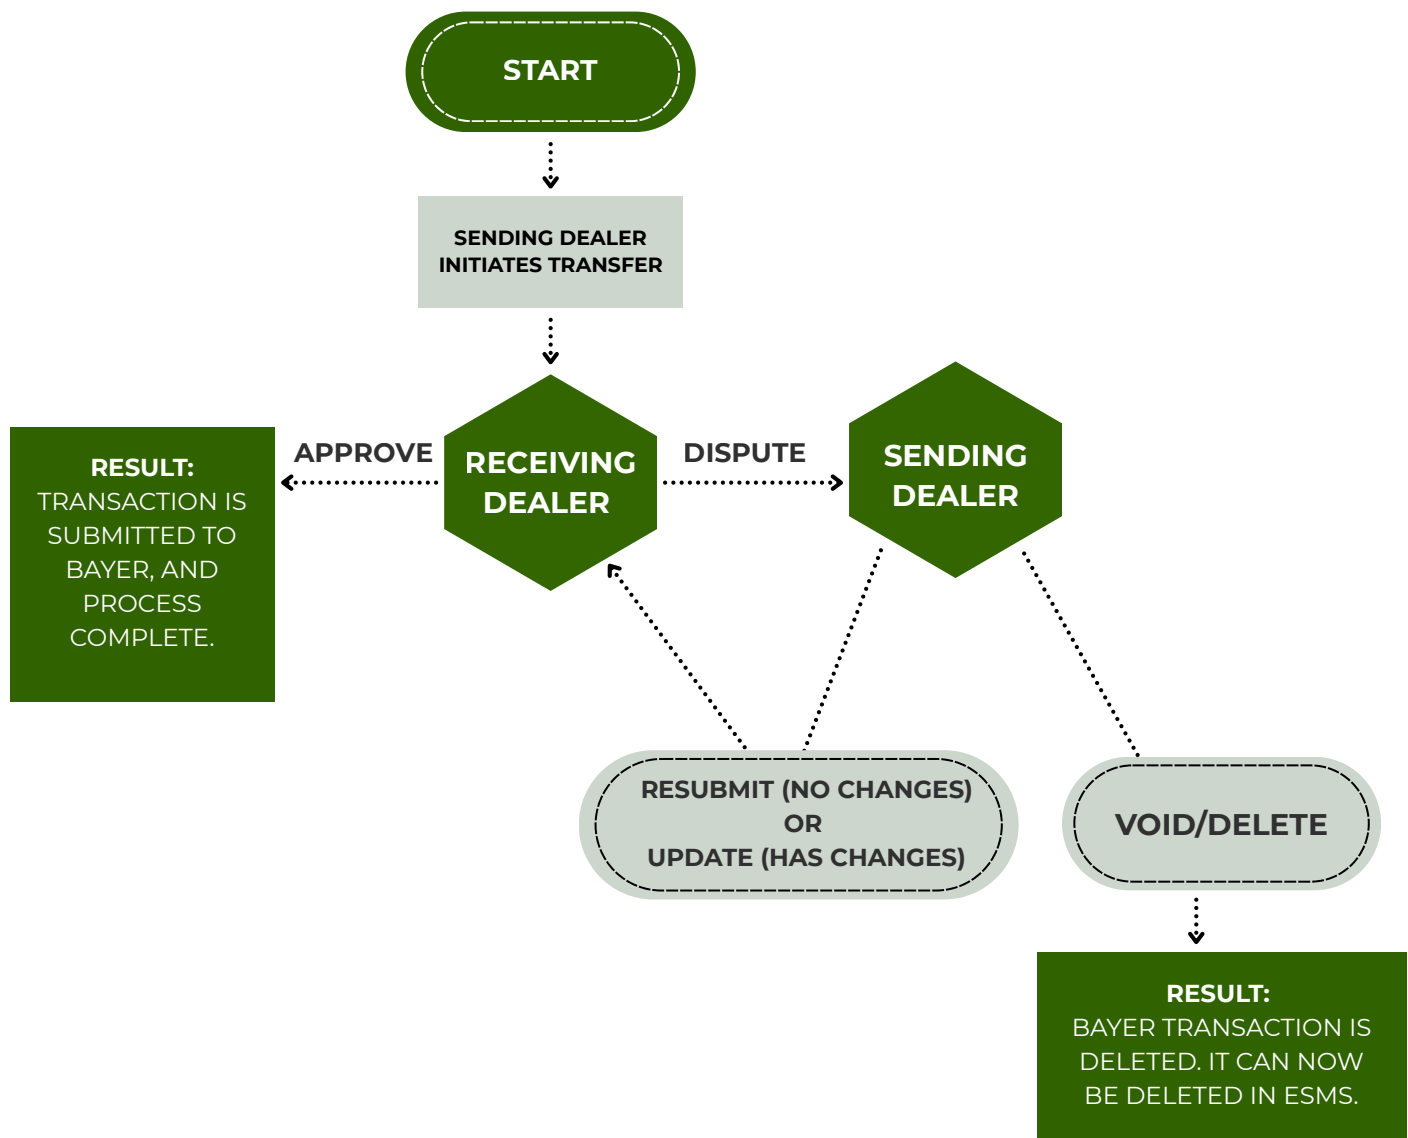 START
SENDING DEALER
INITIATES TRANSFER
APPROVE
RECEIVING
DEALER
DISPUTE
SENDING
DEALER
RESULT:
TRANSACTION IS
SUBMITTED TO
BAYER, AND
PROCESS
COMPLETE.
RESUBMIT (NO CHANGES)
OR
UPDATE (HAS CHANGES)
VOID/DELETE
RESULT:
BAYER TRANSACTION IS
DELETED. IT CAN NOW
BE DELETED IN ESMS.